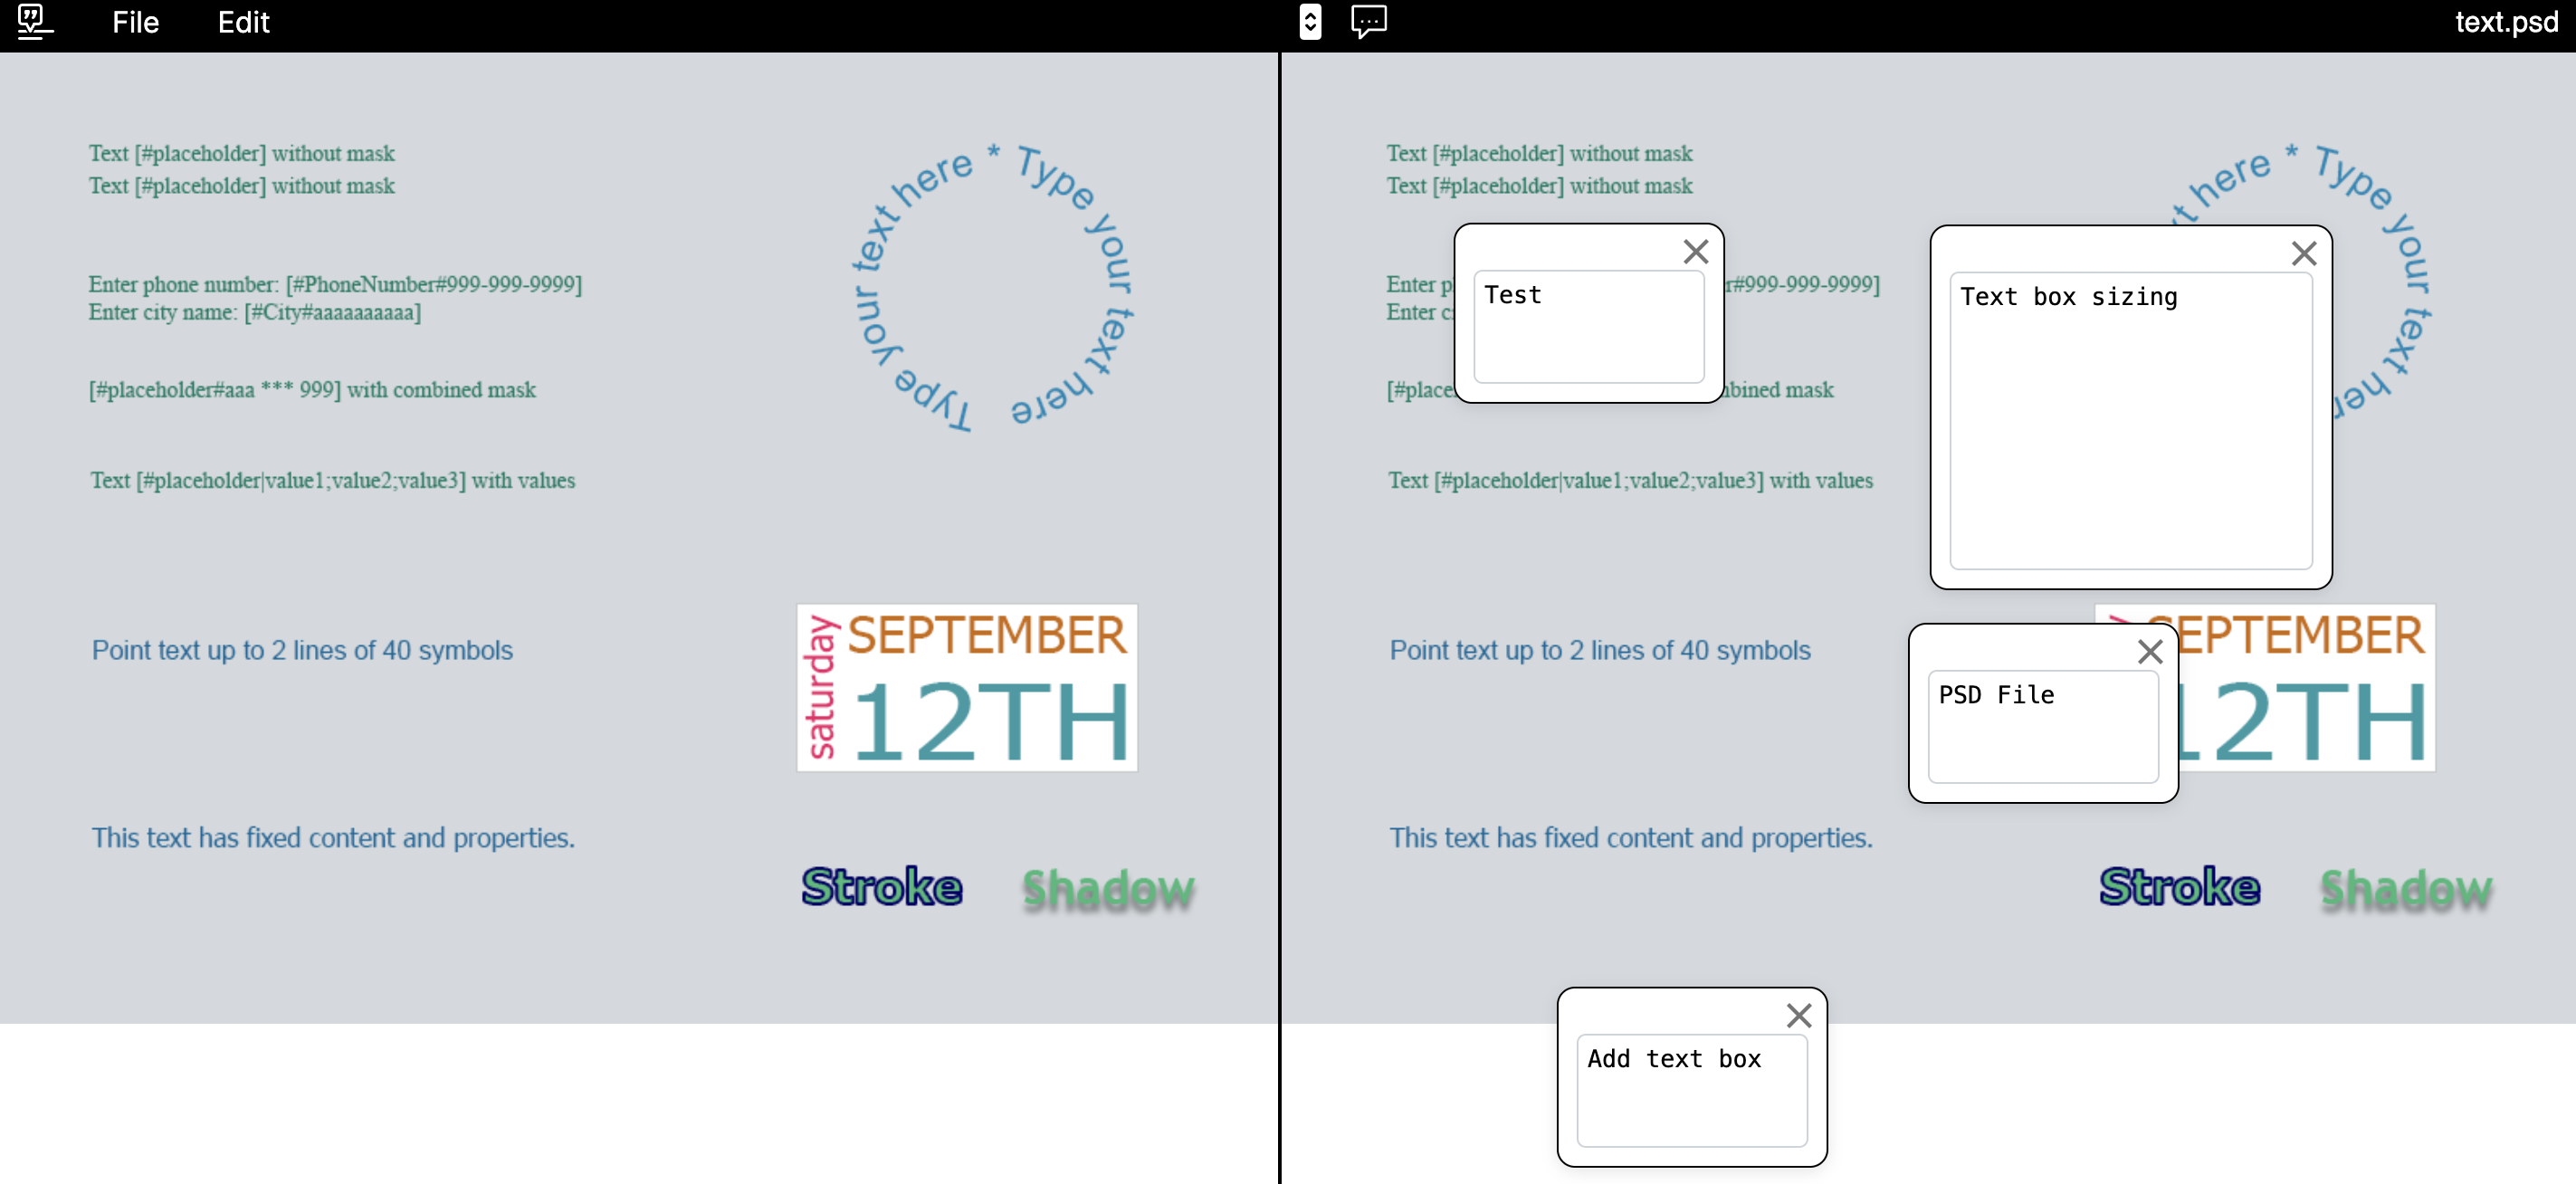 File
Edit
text.psd
Text [#placeholder] without mask
Text [#placeholder] without mask
Enter phone number: [#PhoneNumber#999-999-9999]
Enter city name: [#City#aaaaaaaaaa]
[#placeholder#aaa *** 999] with combined mask
Text [#placeholder|value1;value2;value3] with values
Type your text here * Type your text here
Point text up to 2 lines of 40 symbols
saturday
SEPTEMBER
12TH
This text has fixed content and properties.
Stroke
Shadow
Text [#placeholder] without mask
Text [#placeholder] without mask
Enter p
r#999-999-9999]
Enter c
[#place
bined mask
Test
Text [#placeholder|value1;value2;value3] with values
xt here * Type your text her
Text box sizing
Point text up to 2 lines of 40 symbols
PSD File
SEPTEMBER
12TH
This text has fixed content and properties.
Stroke
Shadow
Add text box